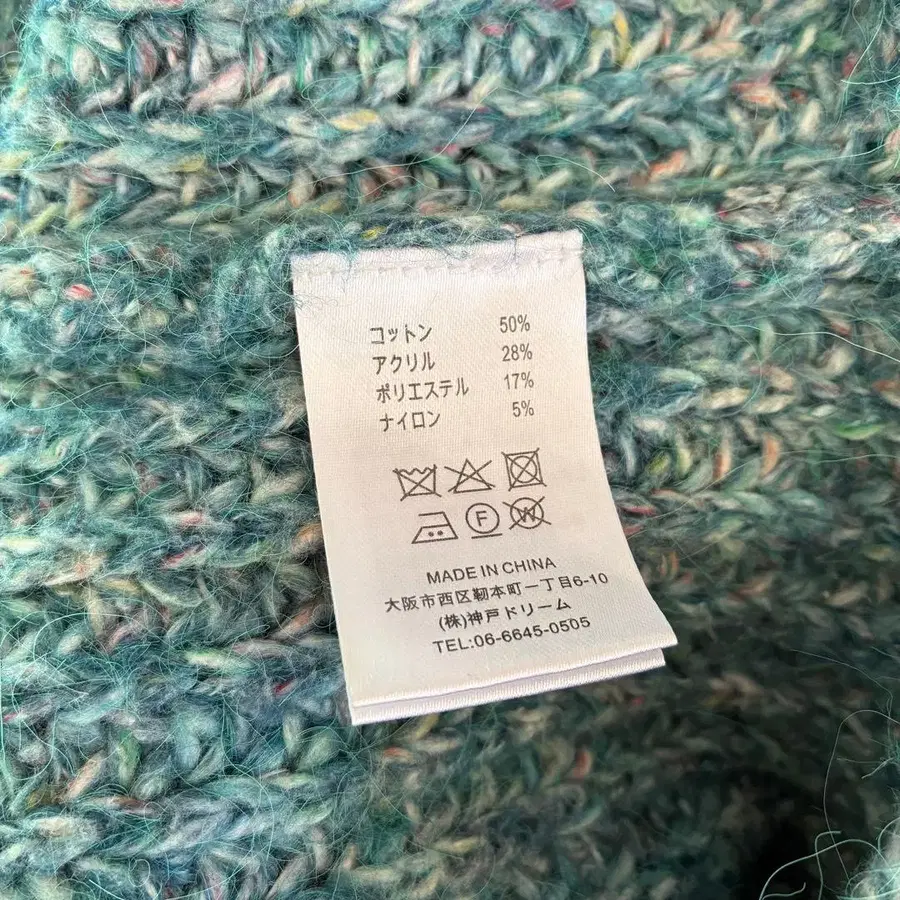 コットン 50%
アクリル 28%
ポリエステル 17%
ナイロン 5%
F W
MADE IN CHINA
大阪市西区靭本町一丁目6-10
(株)神戸ドリーム
TEL:06-6645-0505